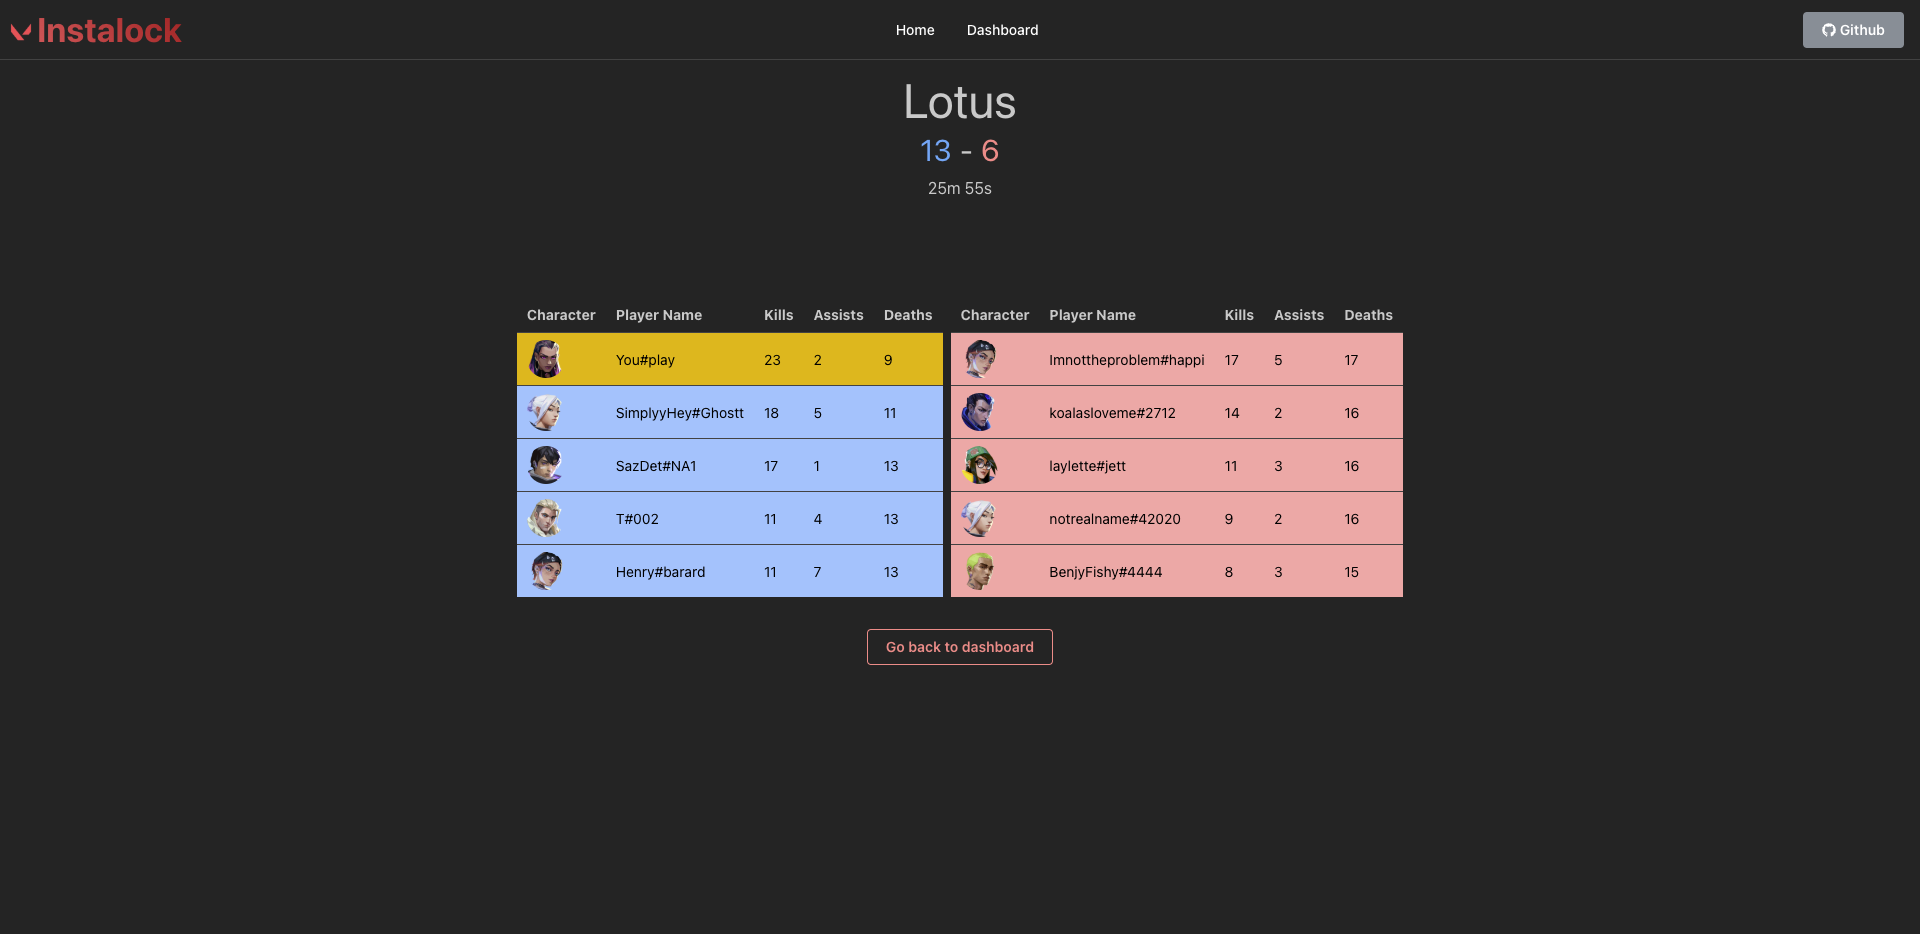 Instalock
Home Dashboard
Github
Lotus
13 - 6
25m 55s
Character Player Name Kills Assists Deaths
You#play 23 2 9
SimplyyHey#Ghostt 18 5 11
SazDet#NA1 17 1 13
T#002 11 4 13
Henry#barard 11 7 13
Character Player Name Kills Assists Deaths
Imnottheproblem#happi 17 5 17
koalasloveme#2712 14 2 16
laylette#jett 11 3 16
notrealname#42020 9 2 16
BenjyFishy#4444 8 3 15
Go back to dashboard